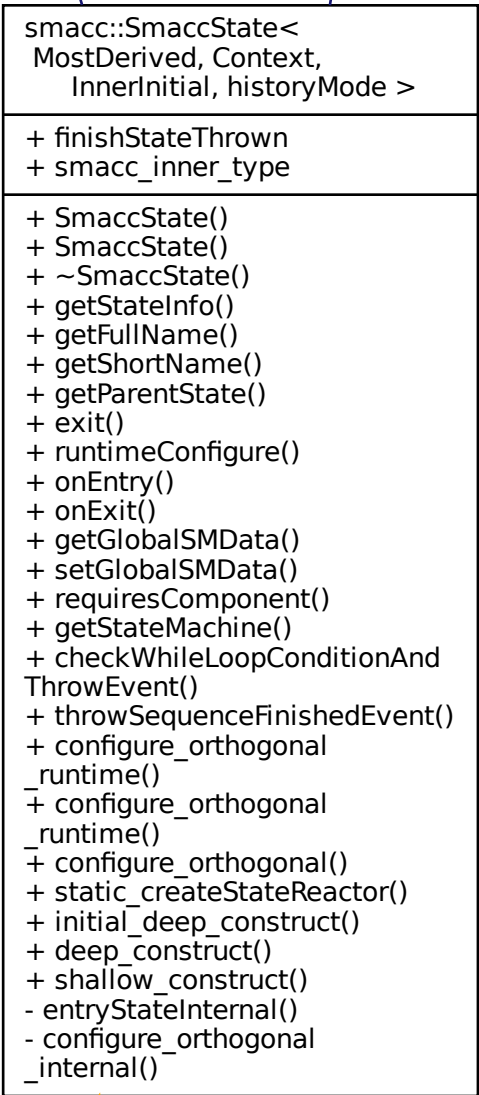 smacc::SmaccState<
MostDerived, Context,
InnerInitial, historyMode >
+ finishStateThrown
+ smacc_inner_type
+ SmaccState()
+ SmaccState()
+ ~SmaccState()
+ getStateInfo()
+ getFullName()
+ getShortName()
+ getParentState()
+ exit()
+ runtimeConfigure()
+ onEntry()
+ onExit()
+ getGlobalSMData()
+ setGlobalSMData()
+ requiresComponent()
+ getStateMachine()
+ checkWhileLoopConditionAnd
ThrowEvent()
+ throwSequenceFinishedEvent()
+ configure_orthogonal
_runtime()
+ configure_orthogonal
_runtime()
+ configure_orthogonal()
+ static_createStateReactor()
+ initial_deep_construct()
+ deep_construct()
+ shallow_construct()
- entryStateInternal()
- configure_orthogonal
_internal()